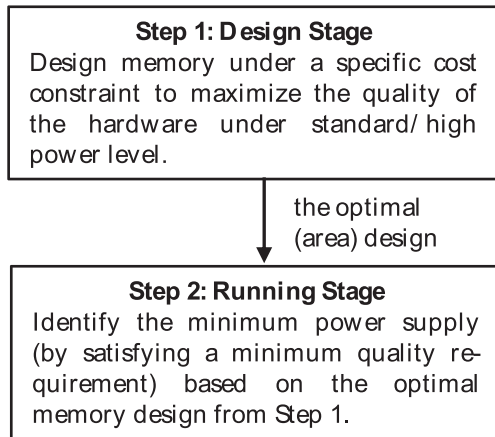 Step 1: Design Stage
Design memory under a specific cost
constraint to maximize the quality of
the hardware under standard/ high
power level.
the optimal
(area) design
Step 2: Running Stage
Identify the minimum power supply
(by satisfying a minimum quality re-
quirement) based on the optimal
memory design from Step 1.